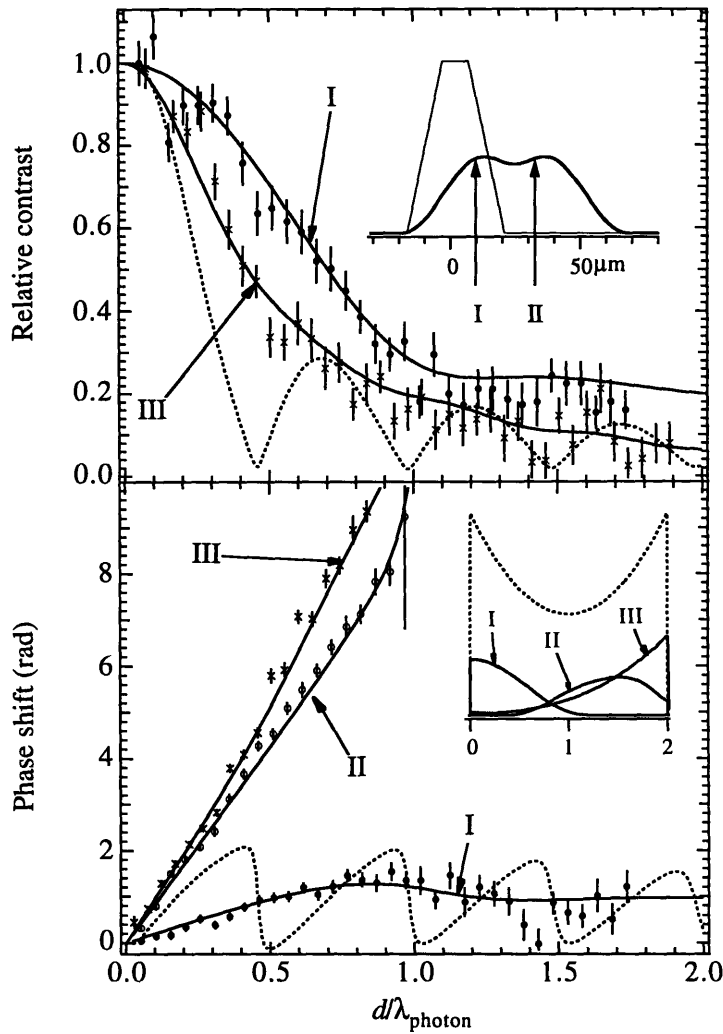 Relative contrast
1.0
0.8
0.6
0.4
0.2
0.0
I
III
0
50μm
I
II
Phase shift (rad)
8
6
4
2
0
III
II
I
I
II
III
0
1
2
0.0
0.5
1.0
1.5
2.0
d/λphoton